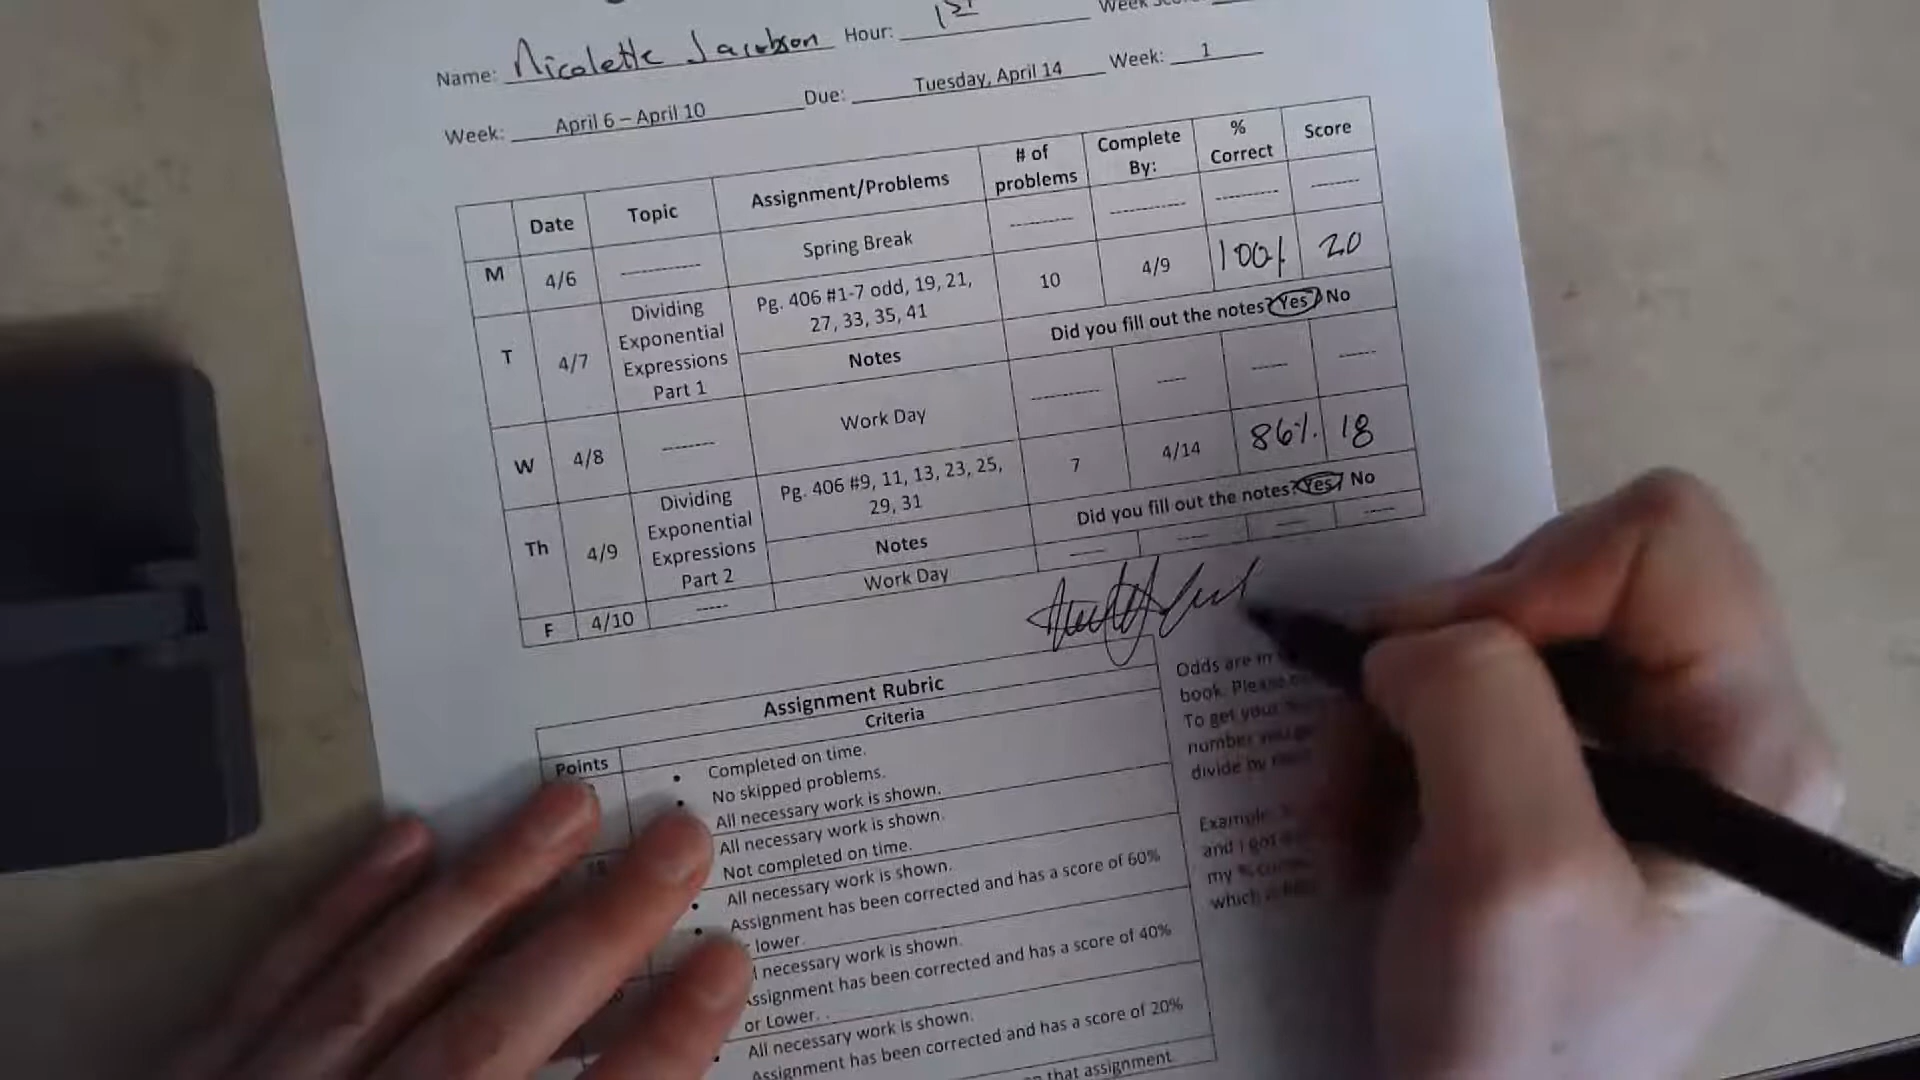 Name: Nicolette Jacobson Hour: 1st Week
Week: April 6 – April 10 Due: Tuesday, April 14 Week: 1
Date Topic Assignment/Problems # of problems Complete By: % Correct Score
M 4/6 ---------- Spring Break ---------- ---------- ---------- ----------
T 4/7 Dividing Exponential Expressions Part 1 Pg. 406 #1-7 odd, 19, 21, 27, 33, 35, 41 10 4/9 100% 20
Notes Did you fill out the notes? Yes No
W 4/8 ---------- Work Day ---------- ----- ----- -----
Th 4/9 Dividing Exponential Expressions Part 2 Pg. 406 #9, 11, 13, 23, 25, 29, 31 7 4/14 86% 18
Notes Did you fill out the notes? Yes No
F 4/10 ----- Work Day ----- ----- ----- -----
Assignment Rubric
Points Criteria
• Completed on time.
• No skipped problems.
All necessary work is shown.
All necessary work is shown.
Not completed on time.
• All necessary work is shown.
• Assignment has been corrected and has a score of 60%
lower.
necessary work is shown.
ssignment has been corrected and has a score of 40%
or Lower. .
• All necessary work is shown.
Assignment has been corrected and has a score of 20%
that assignment.
Odds are in
book. Please
To get your
number you
divide by
Example:
and I got
my %
which is